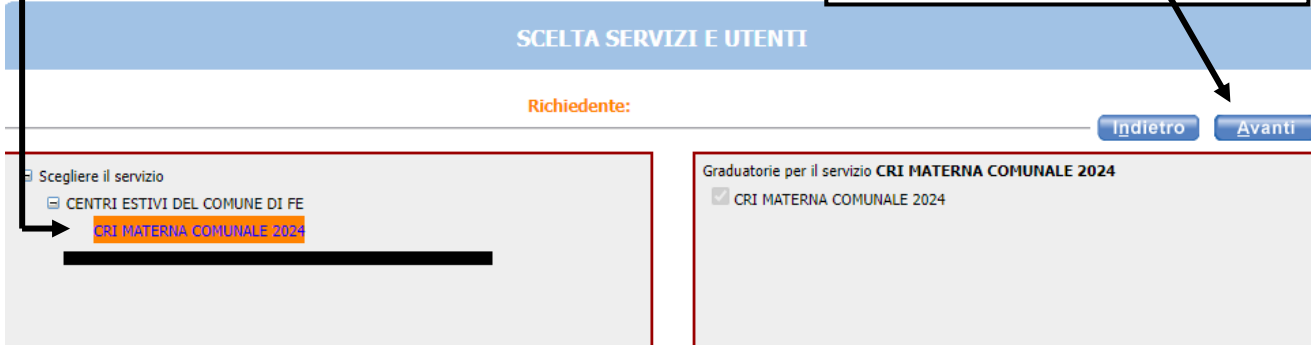 SCELTA SERVIZI E UTENTI
Richiedente:
Indietro
Avanti
Scegliere il servizio
CENTRI ESTIVI DEL COMUNE DI FE
CRI MATERNA COMUNALE 2024
Graduatorie per il servizio CRI MATERNA COMUNALE 2024
CRI MATERNA COMUNALE 2024